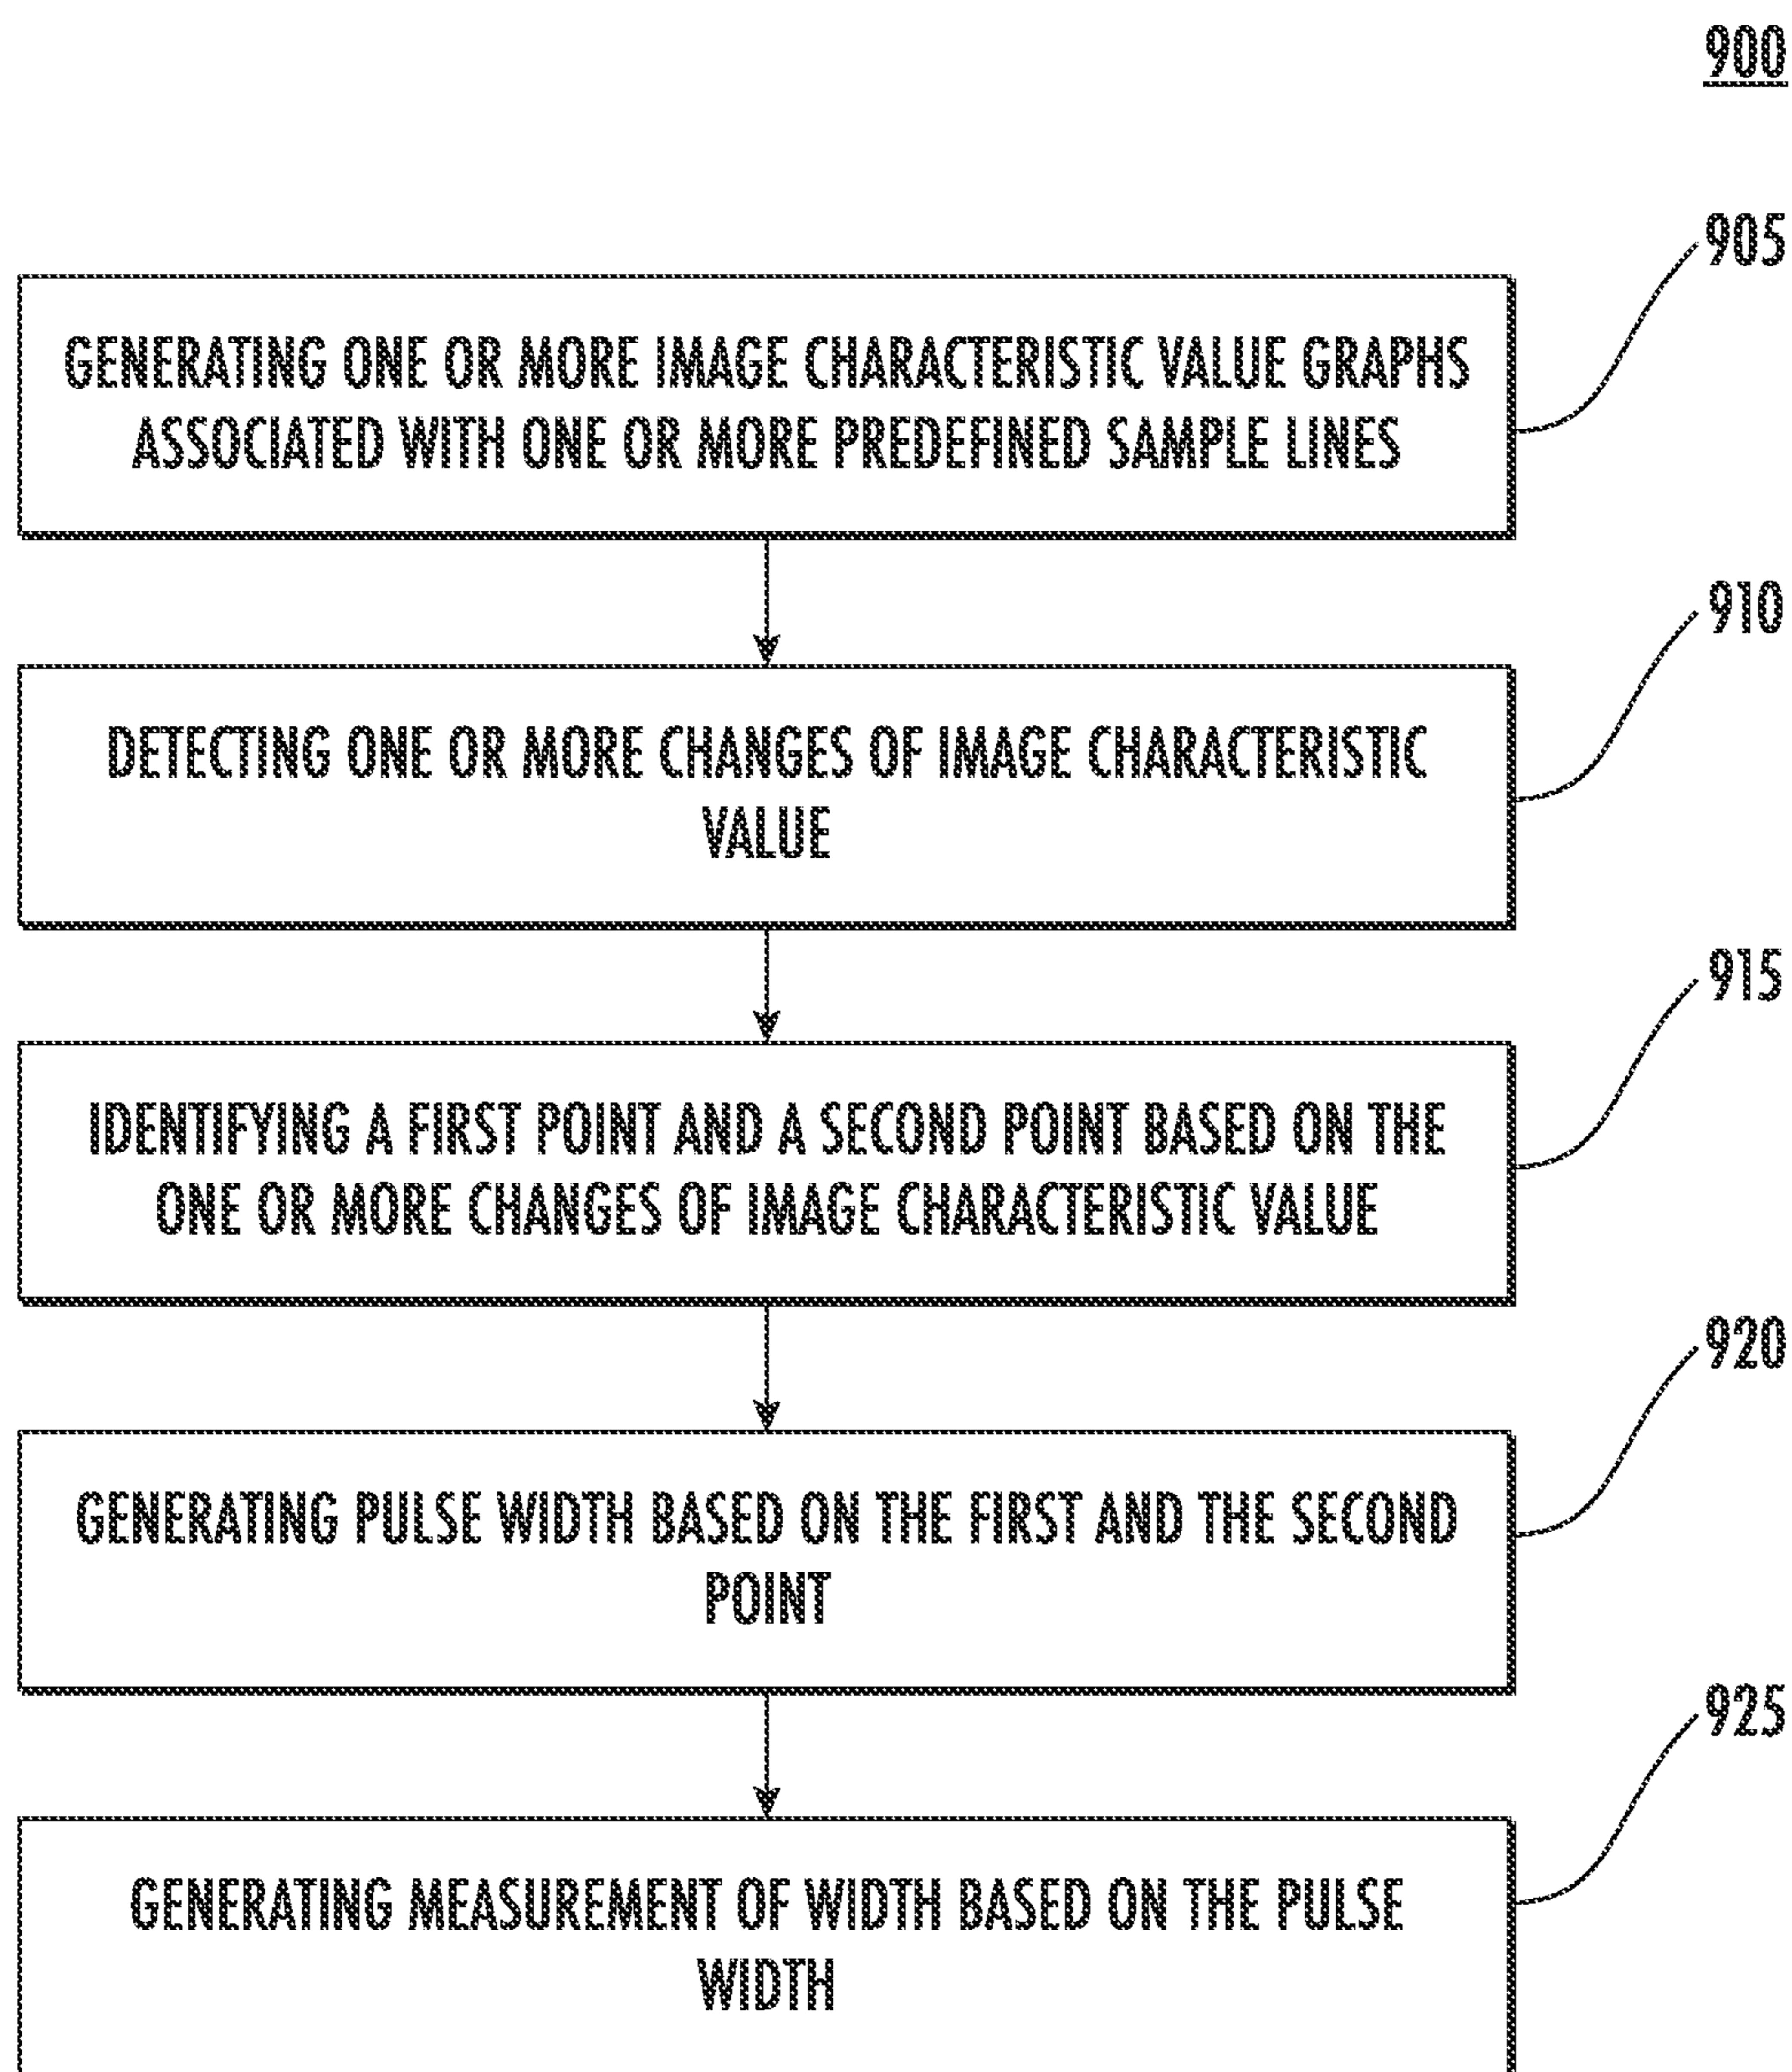 900
905
GENERATING ONE OR MORE IMAGE CHARACTERISTIC VALUE GRAPHS
ASSOCIATED WITH ONE OR MORE PREDEFINED SAMPLE LINES
910
DETECTING ONE OR MORE CHANGES OF IMAGE CHARACTERISTIC
VALUE
915
IDENTIFYING A FIRST POINT AND A SECOND POINT BASED ON THE
ONE OR MORE CHANGES OF IMAGE CHARACTERISTIC VALUE
920
GENERATING PULSE WIDTH BASED ON THE FIRST AND THE SECOND
POINT
925
GENERATING MEASUREMENT OF WIDTH BASED ON THE PULSE
WIDTH